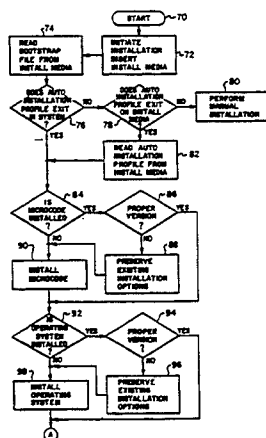 START
70
74
READ
BOOTSTRAP
FILE FROM
INSTALL MEDIA
INITIATE
INSTALLATION
INSERT
INSTALL MEDIA
72
DOES AUTO
INSTALLATION
PROFILE EXIT
IN SYSTEM
?
76
NO
YES
DOES AUTO
INSTALLATION
PROFILE EXIT
ON INSTALL
MEDIA
?
78
NO
YES
80
PERFORM
MANUAL
INSTALLATION
READ AUTO
INSTALLATION
PROFILE FROM
INSTALL MEDIA
82
84
IS
MICROCODE
INSTALLED
?
YES
NO
86
PROPER
VERSION
?
YES
NO
90
INSTALL
MICROCODE
88
PRESERVE
EXISTING
INSTALLATION
OPTIONS
92
IS
OPERATING
SYSTEM
INSTALLED
?
YES
NO
94
PROPER
VERSION
?
YES
NO
98
INSTALL
OPERATING
SYSTEM
96
PRESERVE
EXISTING
INSTALLATION
OPTIONS
A